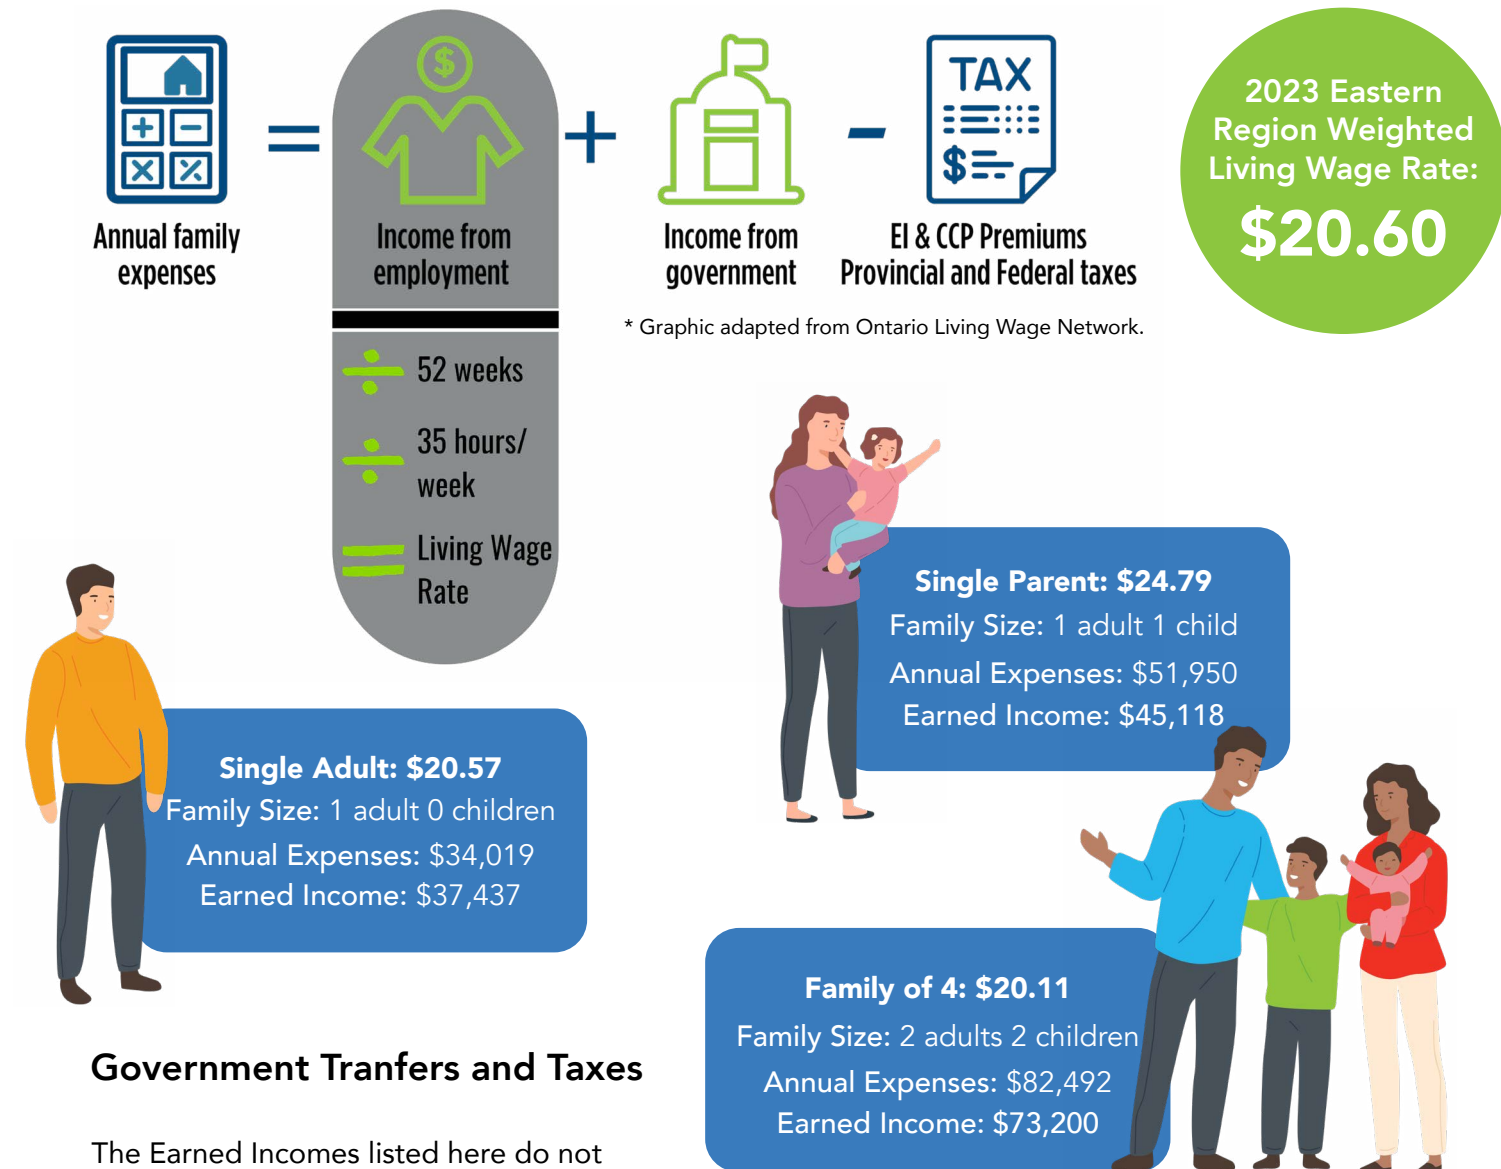 TAX
$
$
Annual family
expenses
Income from
employment
Income from
government
EI & CCP Premiums
Provincial and Federal taxes
2023 Eastern
Region Weighted
Living Wage Rate:
$20.60
* Graphic adapted from Ontario Living Wage Network.
52 weeks
35 hours/
week
Living Wage
Rate
Single Parent: $24.79
Family Size: 1 adult 1 child
Annual Expenses: $51,950
Earned Income: $45,118
Single Adult: $20.57
Family Size: 1 adult 0 children
Annual Expenses: $34,019
Earned Income: $37,437
Family of 4: $20.11
Family Size: 2 adults 2 children
Annual Expenses: $82,492
Earned Income: $73,200
Government Tranfers and Taxes
The Earned Incomes listed here do not